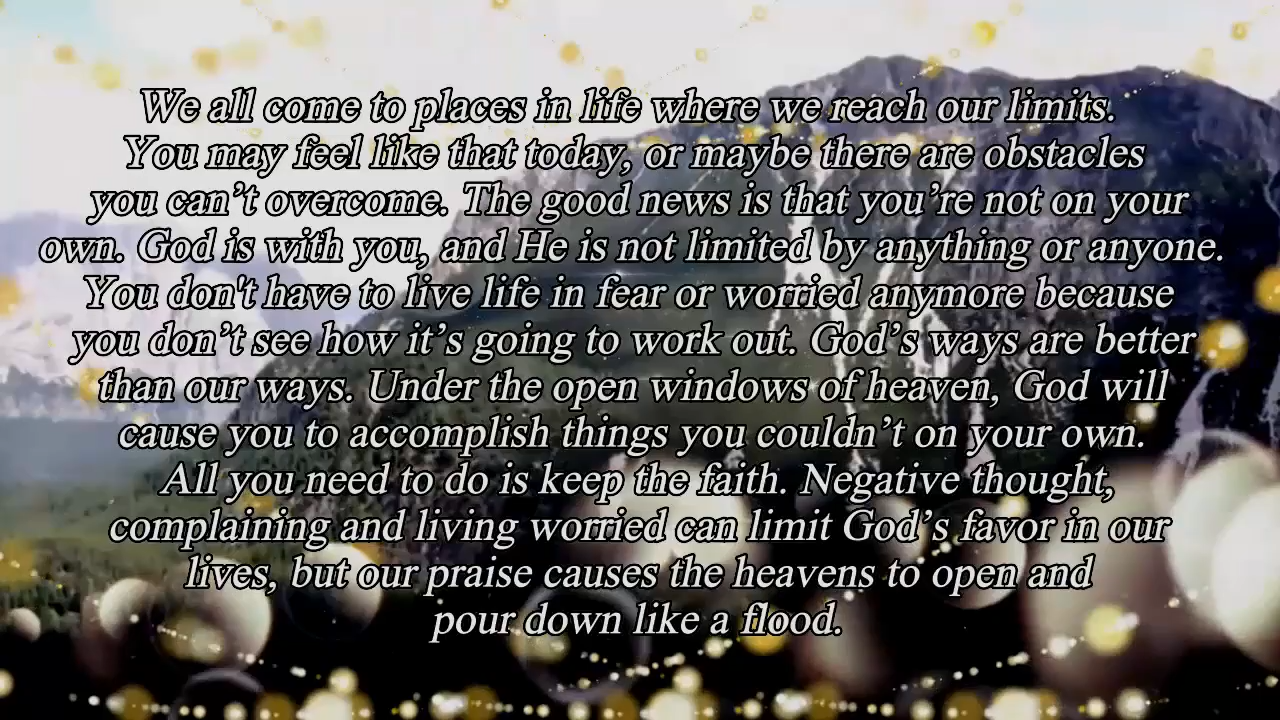 We all come to places in life where we reach our limits.
You may feel like that today, or maybe there are obstacles
you can’t overcome. The good news is that you’re not on your
own. God is with you, and He is not limited by anything or anyone.
You don't have to live life in fear or worried anymore because
you don’t see how it’s going to work out. God’s ways are better
than our ways. Under the open windows of heaven, God will
cause you to accomplish things you couldn’t on your own.
All you need to do is keep the faith. Negative thought,
complaining and living worried can limit God’s favor in our
lives, but our praise causes the heavens to open and
pour down like a flood.